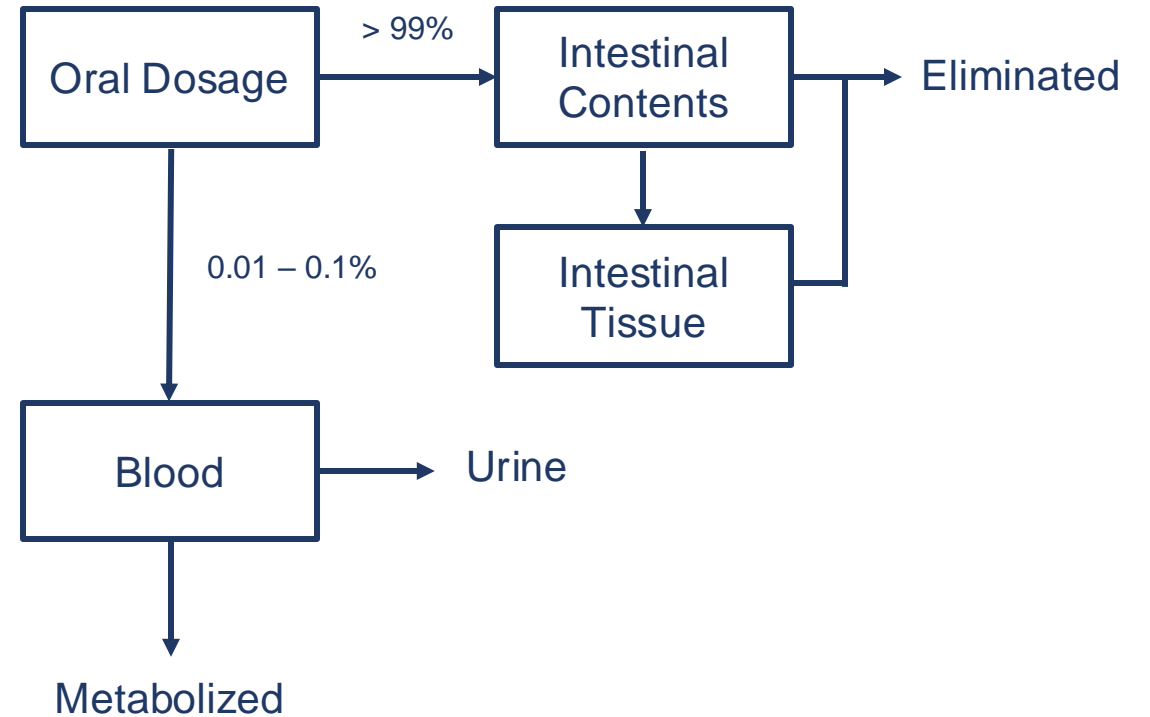 > 99%
Oral Dosage
Intestinal
Contents
Eliminated
0.01 – 0.1%
Intestinal
Tissue
Blood
Urine
Metabolized